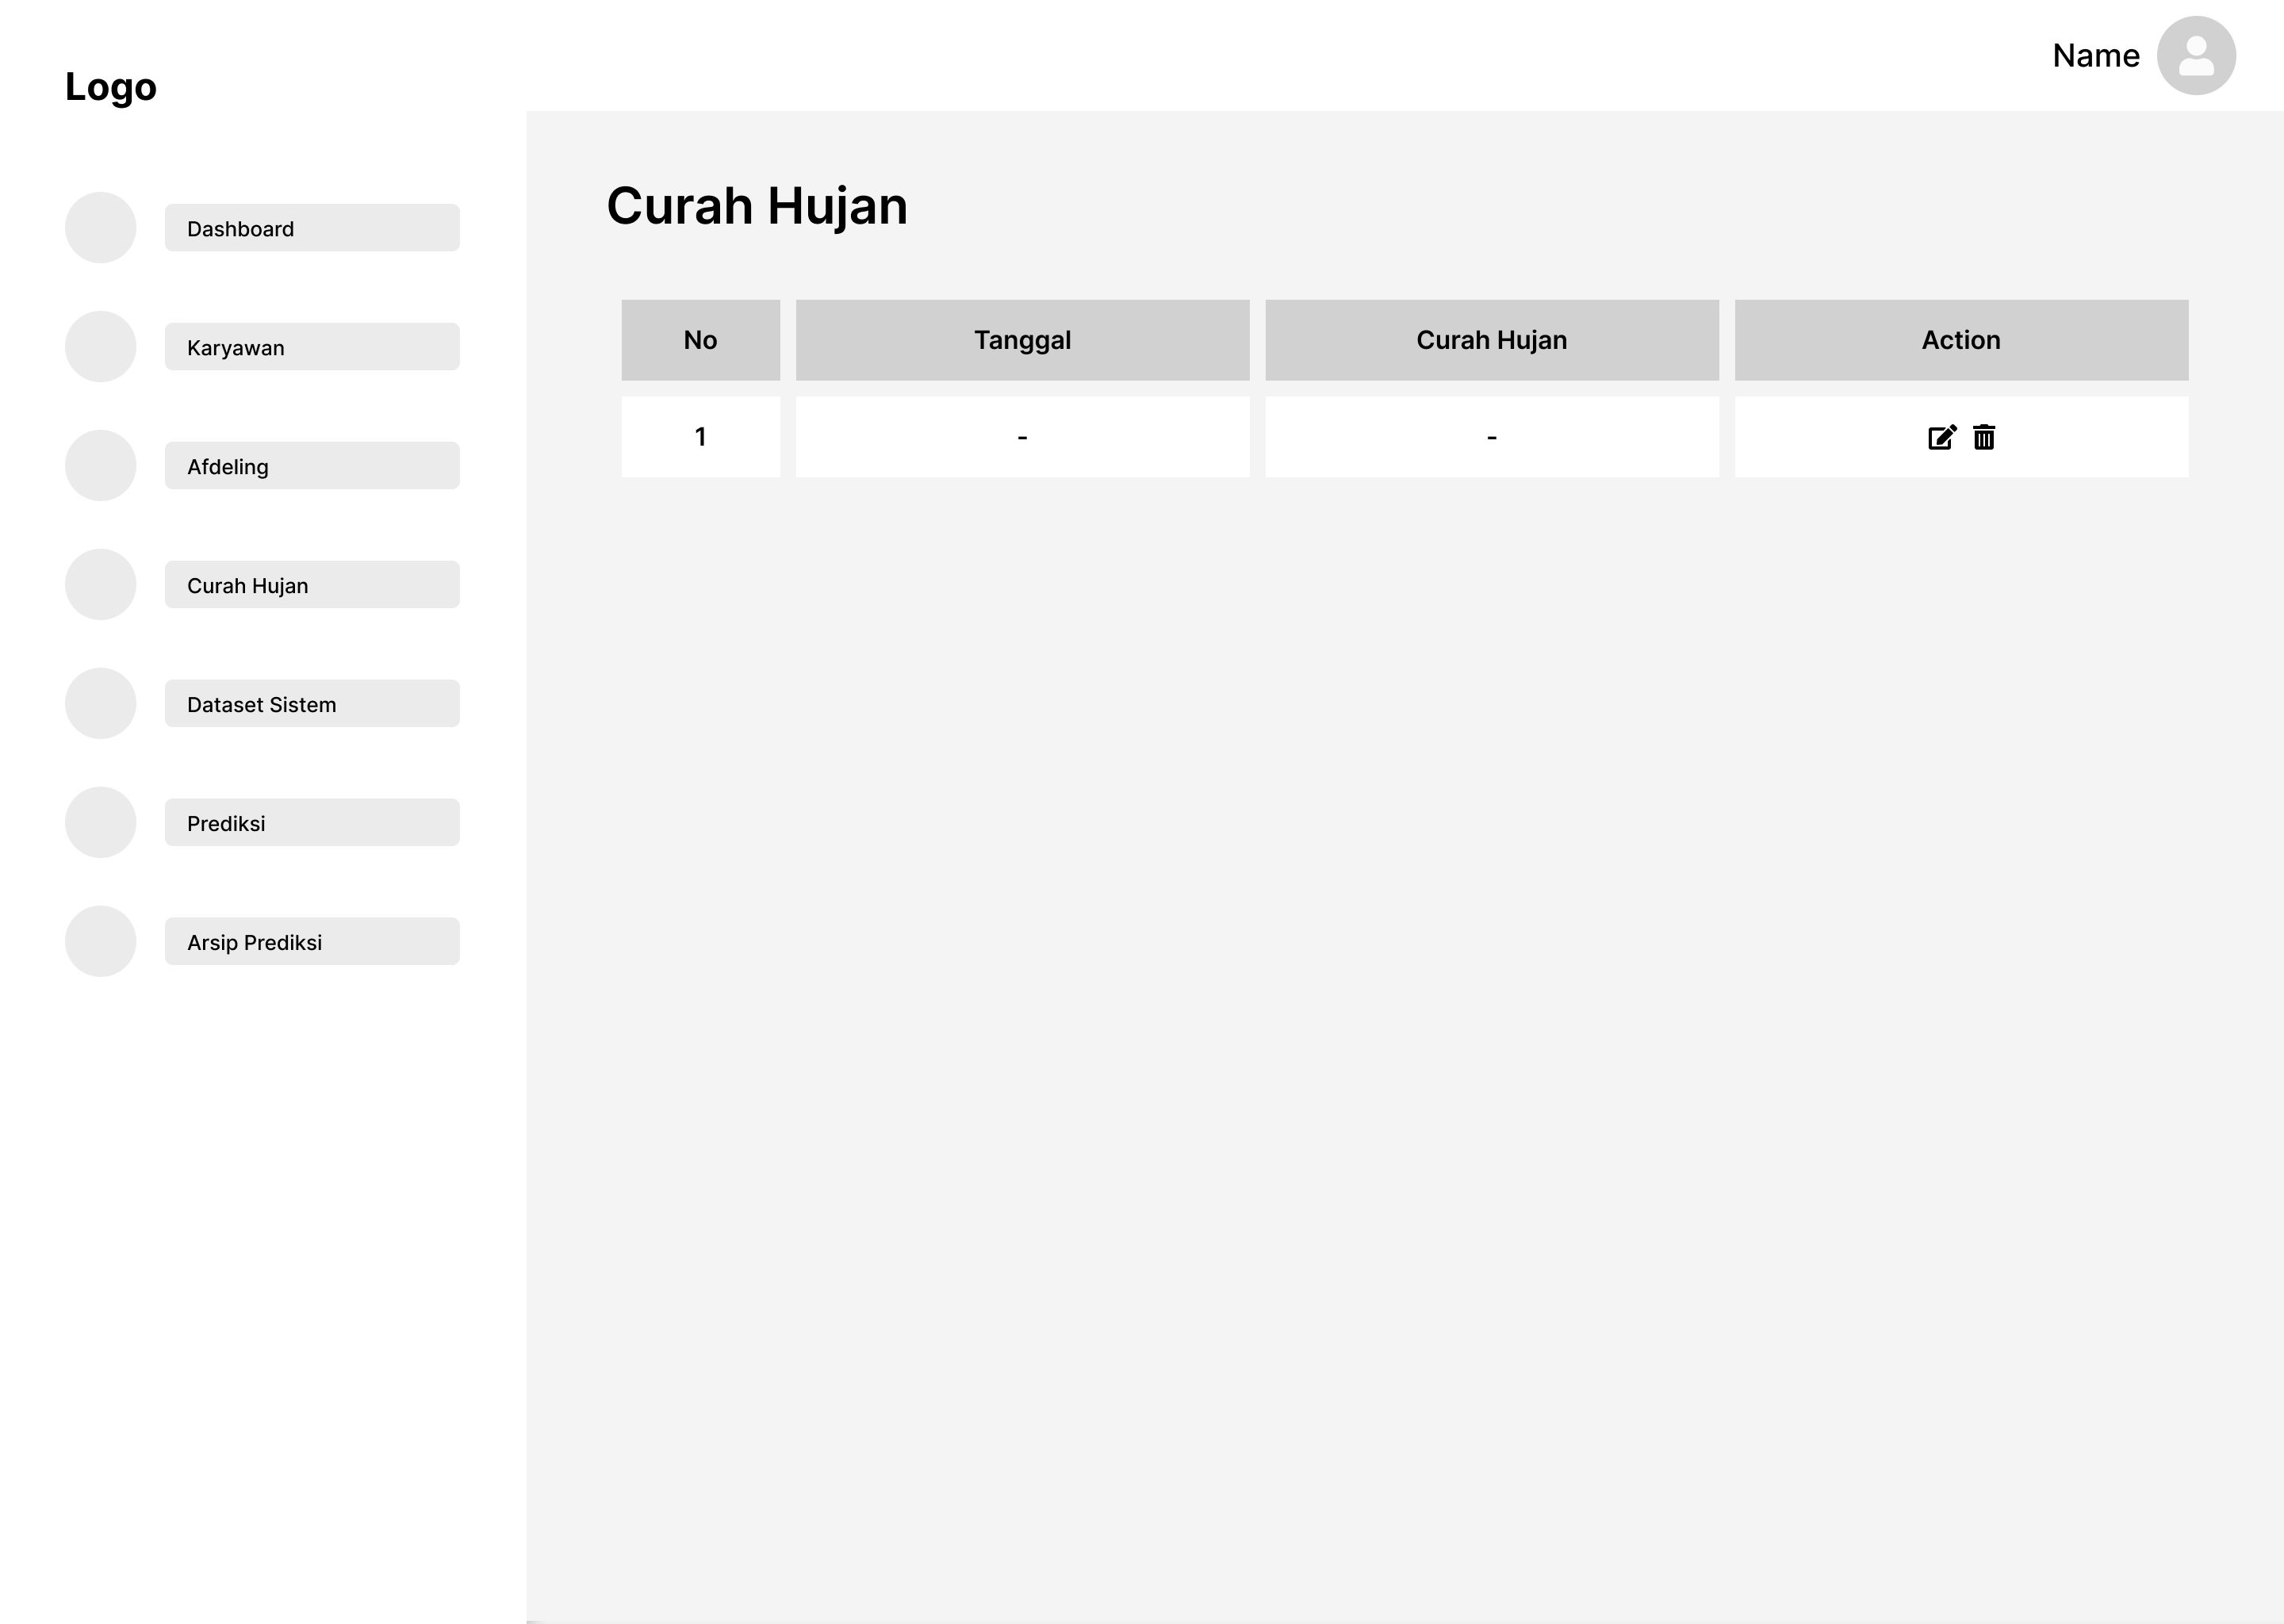 Name
Logo
Dashboard
Karyawan
Afdeling
Curah Hujan
Dataset Sistem
Prediksi
Arsip Prediksi
Curah Hujan
No Tanggal Curah Hujan Action
1 - -